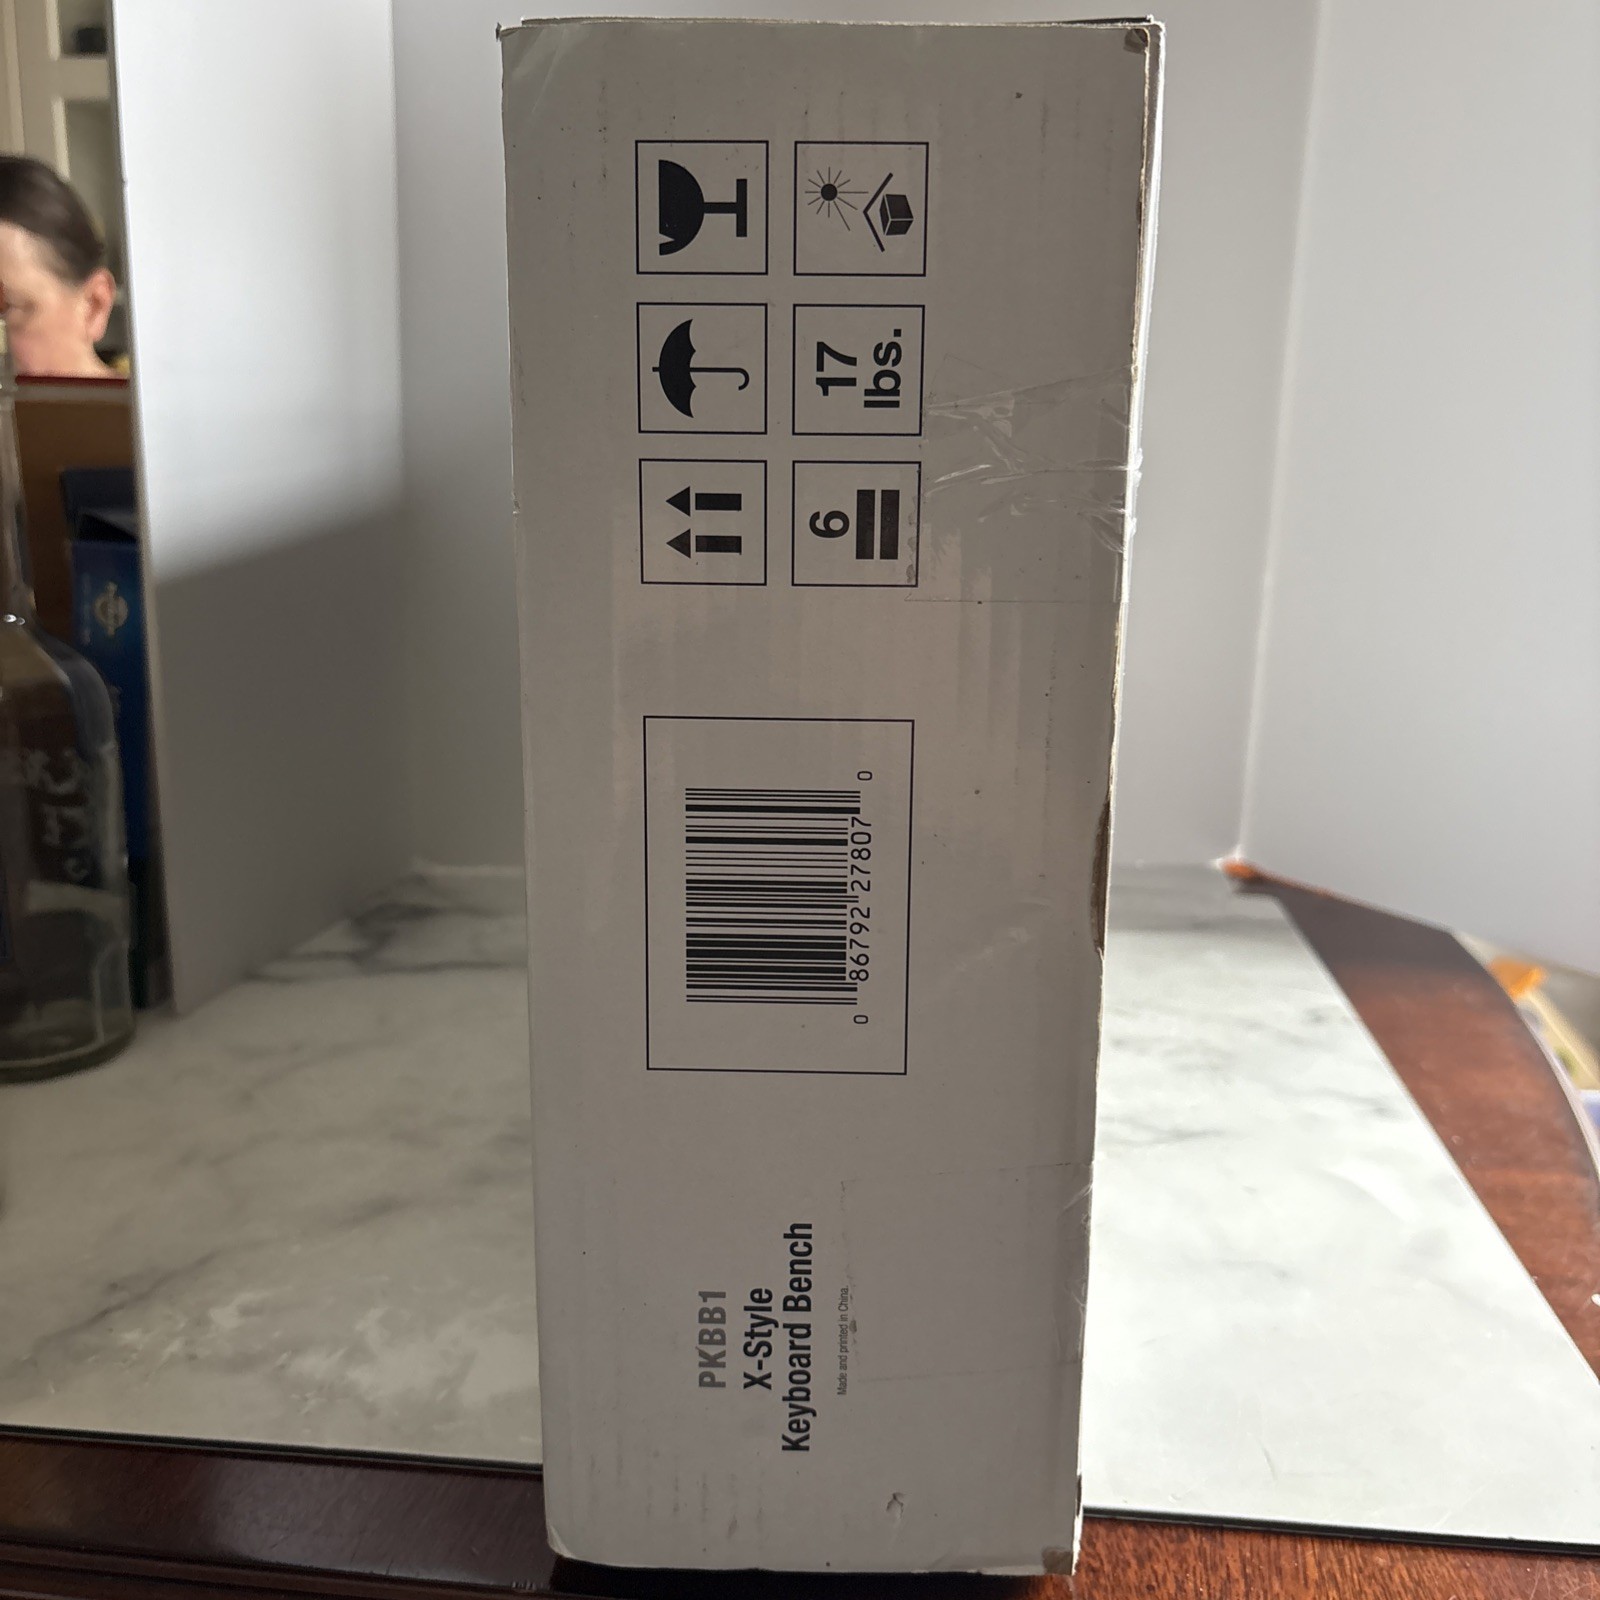 17
lbs.
6
0 86792 27807 0
PKBB1
X-Style
Keyboard Bench
Made and printed in China.